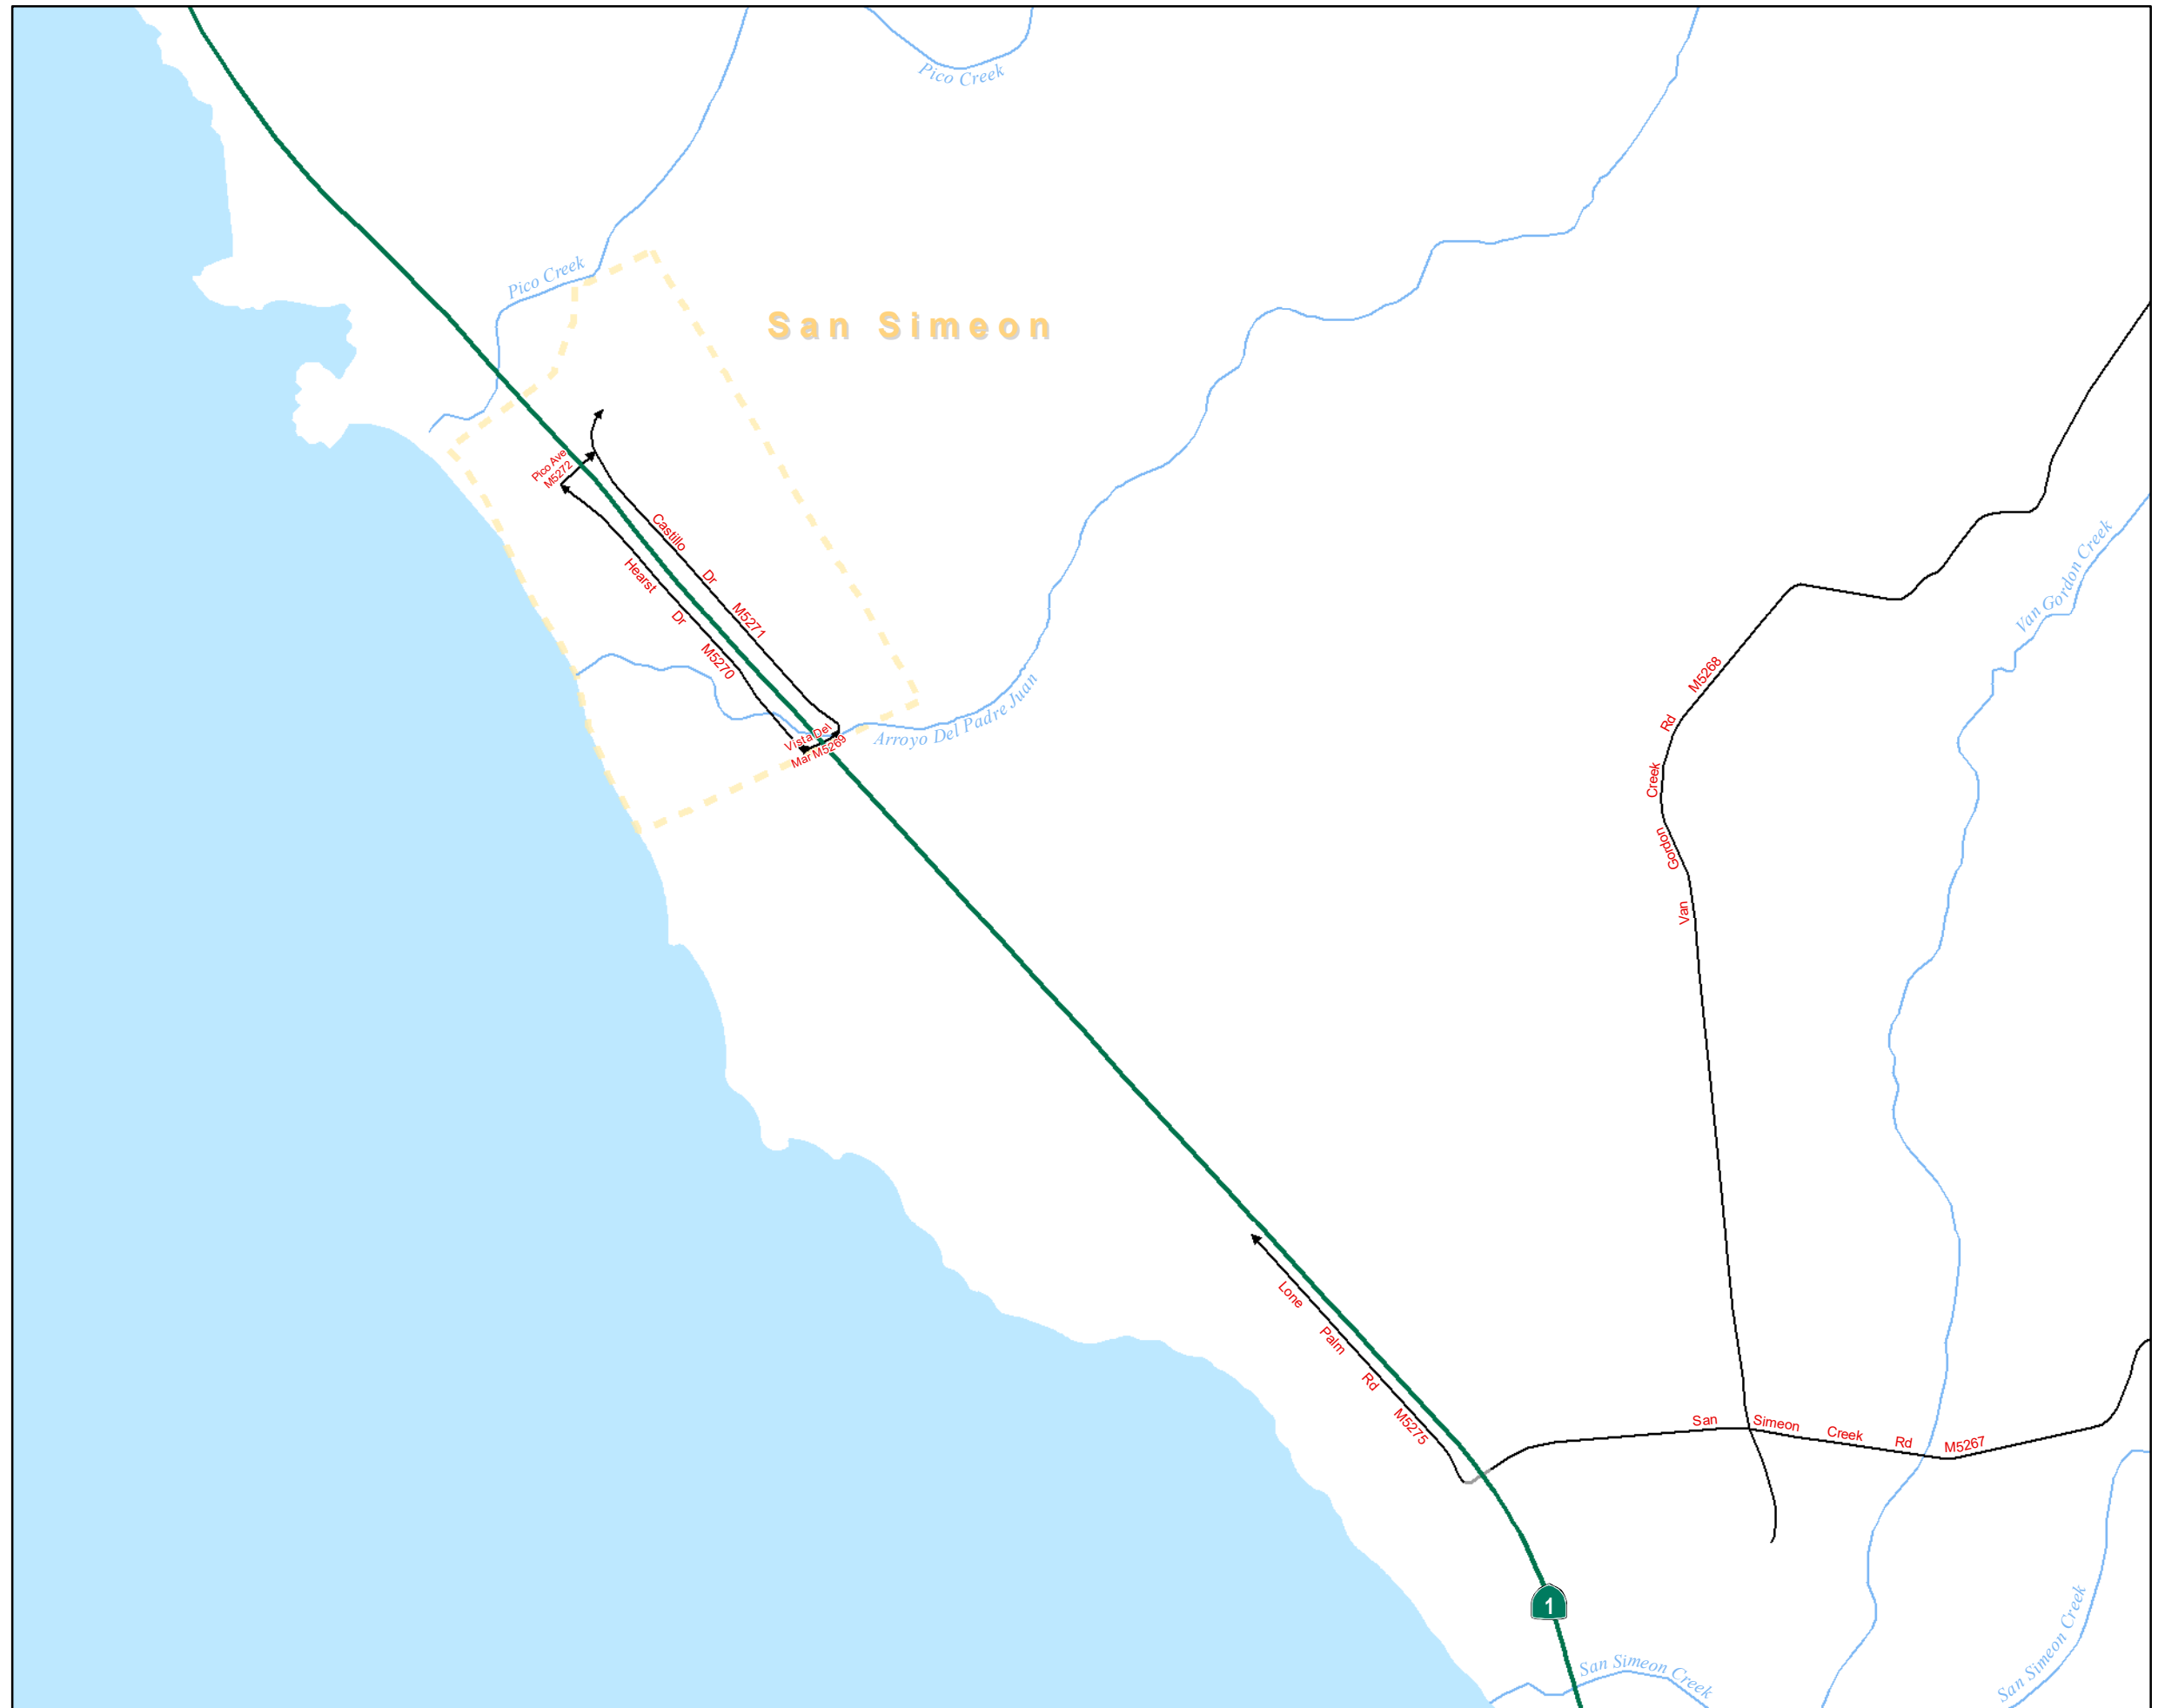 Pico Creek
Pico Creek
San Simeon
Pico Ave
M5272
Castillo Dr M5271
Hearst Dr M5270
Vista Del
Mar M5269
Arroyo Del Padre Juan
Van Gordon Creek
Van Gordon Creek Rd M5268
Lone Palm Rd M5275
San Simeon Creek Rd M5267
1
San Simeon Creek
San Simeon Creek